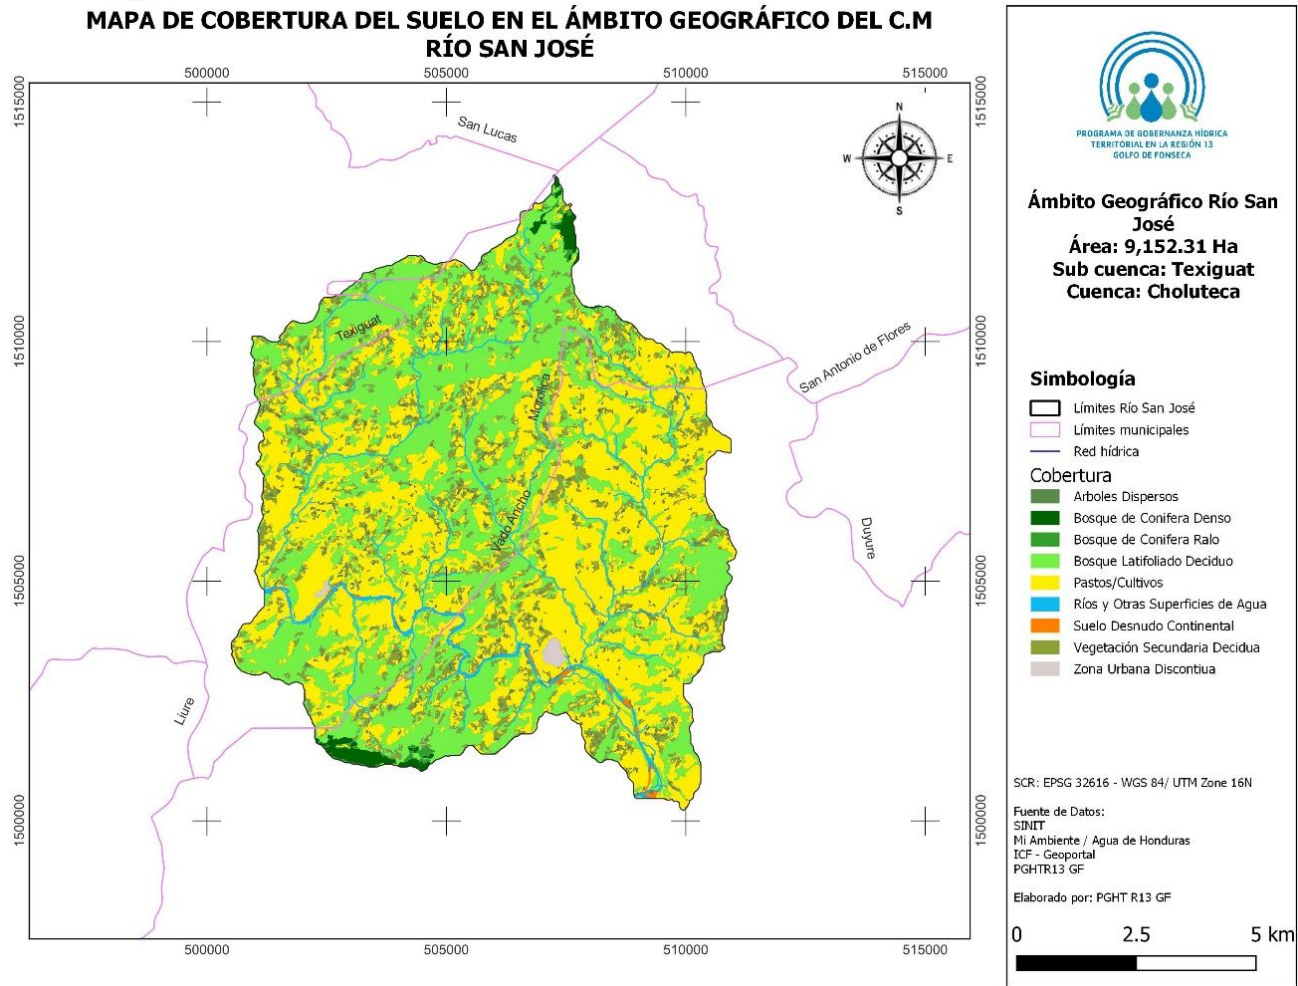 MAPA DE COBERTURA DEL SUELO EN EL ÁMBITO GEOGRÁFICO DEL C.M
RÍO SAN JOSÉ
500000
505000
510000
515000
1515000
1510000
1505000
1500000
1515000
1510000
1505000
1500000
500000
505000
510000
515000
N
W
E
S
San Lucas
Texiguat
San Antonio de Flores
Morolica
Vado Ancho
Duyure
Liure
PROGRAMA DE GOBERNANZA HÍDRICA
TERRITORIAL EN LA REGIÓN 13
GOLFO DE FONSECA
Ámbito Geográfico Río San
José
Área: 9,152.31 Ha
Sub cuenca: Texiguat
Cuenca: Choluteca
Simbología
Límites Río San José
Límites municipales
Red hídrica
Cobertura
Arboles Dispersos
Bosque de Conifera Denso
Bosque de Conifera Ralo
Bosque Latifoliado Deciduo
Pastos/Cultivos
Ríos y Otras Superficies de Agua
Suelo Desnudo Continental
Vegetación Secundaria Decidua
Zona Urbana Discontiua
SCR: EPSG 32616 - WGS 84/ UTM Zone 16N
Fuente de Datos:
SINIT
Mi Ambiente / Agua de Honduras
ICF - Geoportal
PGHTR13 GF
Elaborado por: PGHT R13 GF
0 2.5 5 km